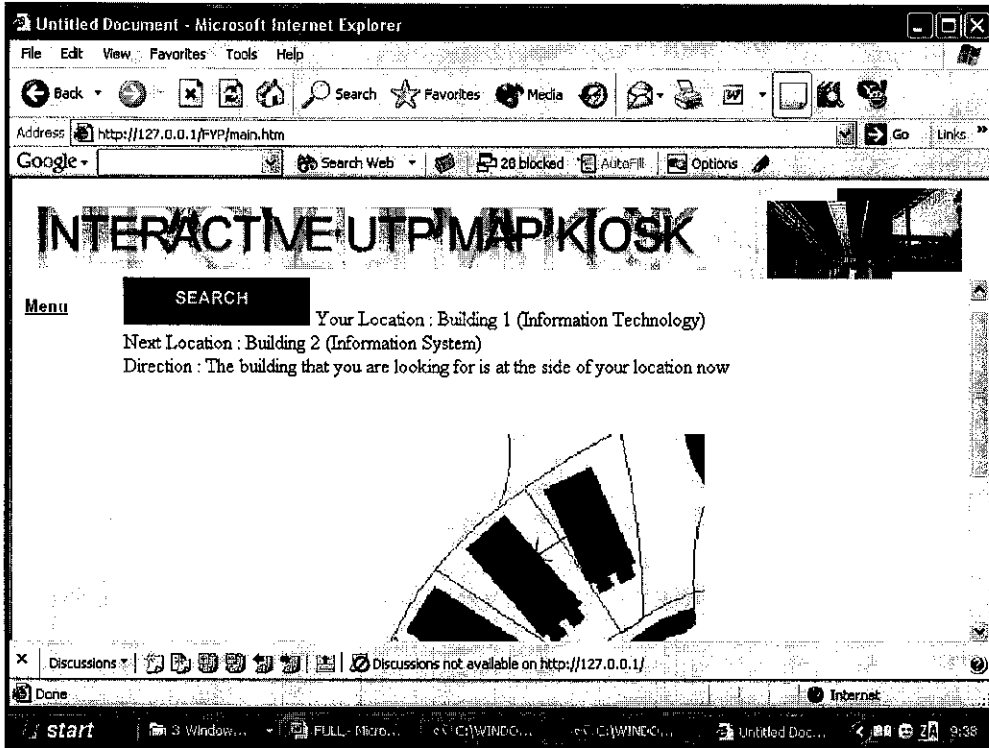 Untitled Document - Microsoft Internet Explorer
File Edit View Favorites Tools Help
Back Search Favorites Media
Address http://127.0.0.1/FYP/main.htm Go Links »
Google Search Web 28 blocked AutoFill Options
INTERACTIVE UTP MAP KIOSK
Menu
SEARCH
Your Location : Building 1 (Information Technology)
Next Location : Building 2 (Information System)
Direction : The building that you are looking for is at the side of your location now
Discussions Discussions not available on http://127.0.0.1/
Done Internet
start 3 Window... FULL - Micro... C:\WINDO... C:\WINDO... Untitled Doc... 9:38